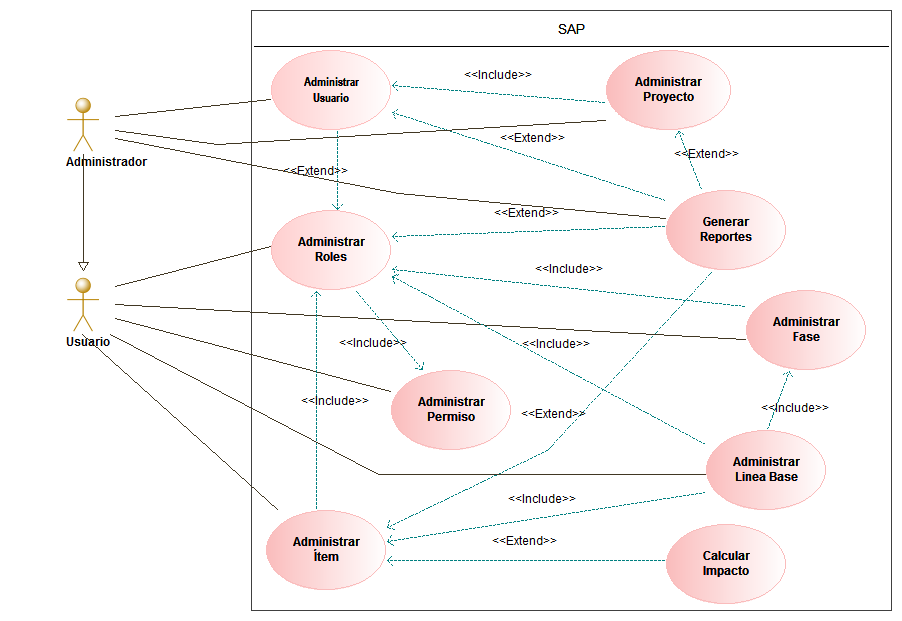 SAP
Administrar
Usuario
<<Include>>
Administrar
Proyecto
<<Extend>>
<<Extend>>
Administrador
<<Extend>>
<<Extend>>
Administrar
Roles
Generar
Reportes
<<Include>>
Usuario
<<Include>>
<<Include>>
Administrar
Fase
<<Include>>
Administrar
Permiso
<<Extend>>
<<Include>>
Administrar
Linea Base
<<Include>>
Administrar
Ítem
<<Extend>>
Calcular
Impacto